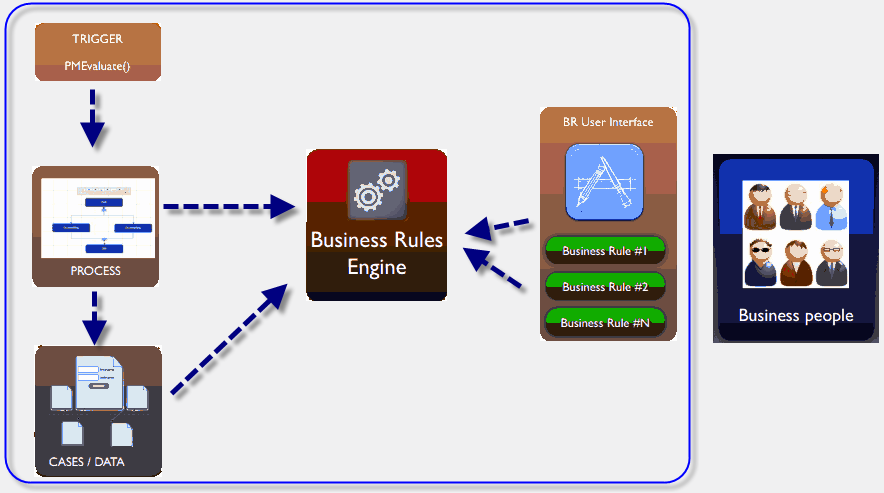 TRIGGER
PMEvaluate()
PROCESS
CASES / DATA
Business Rules
Engine
BR User Interface
Business Rule #1
Business Rule #2
Business Rule #N
Business people